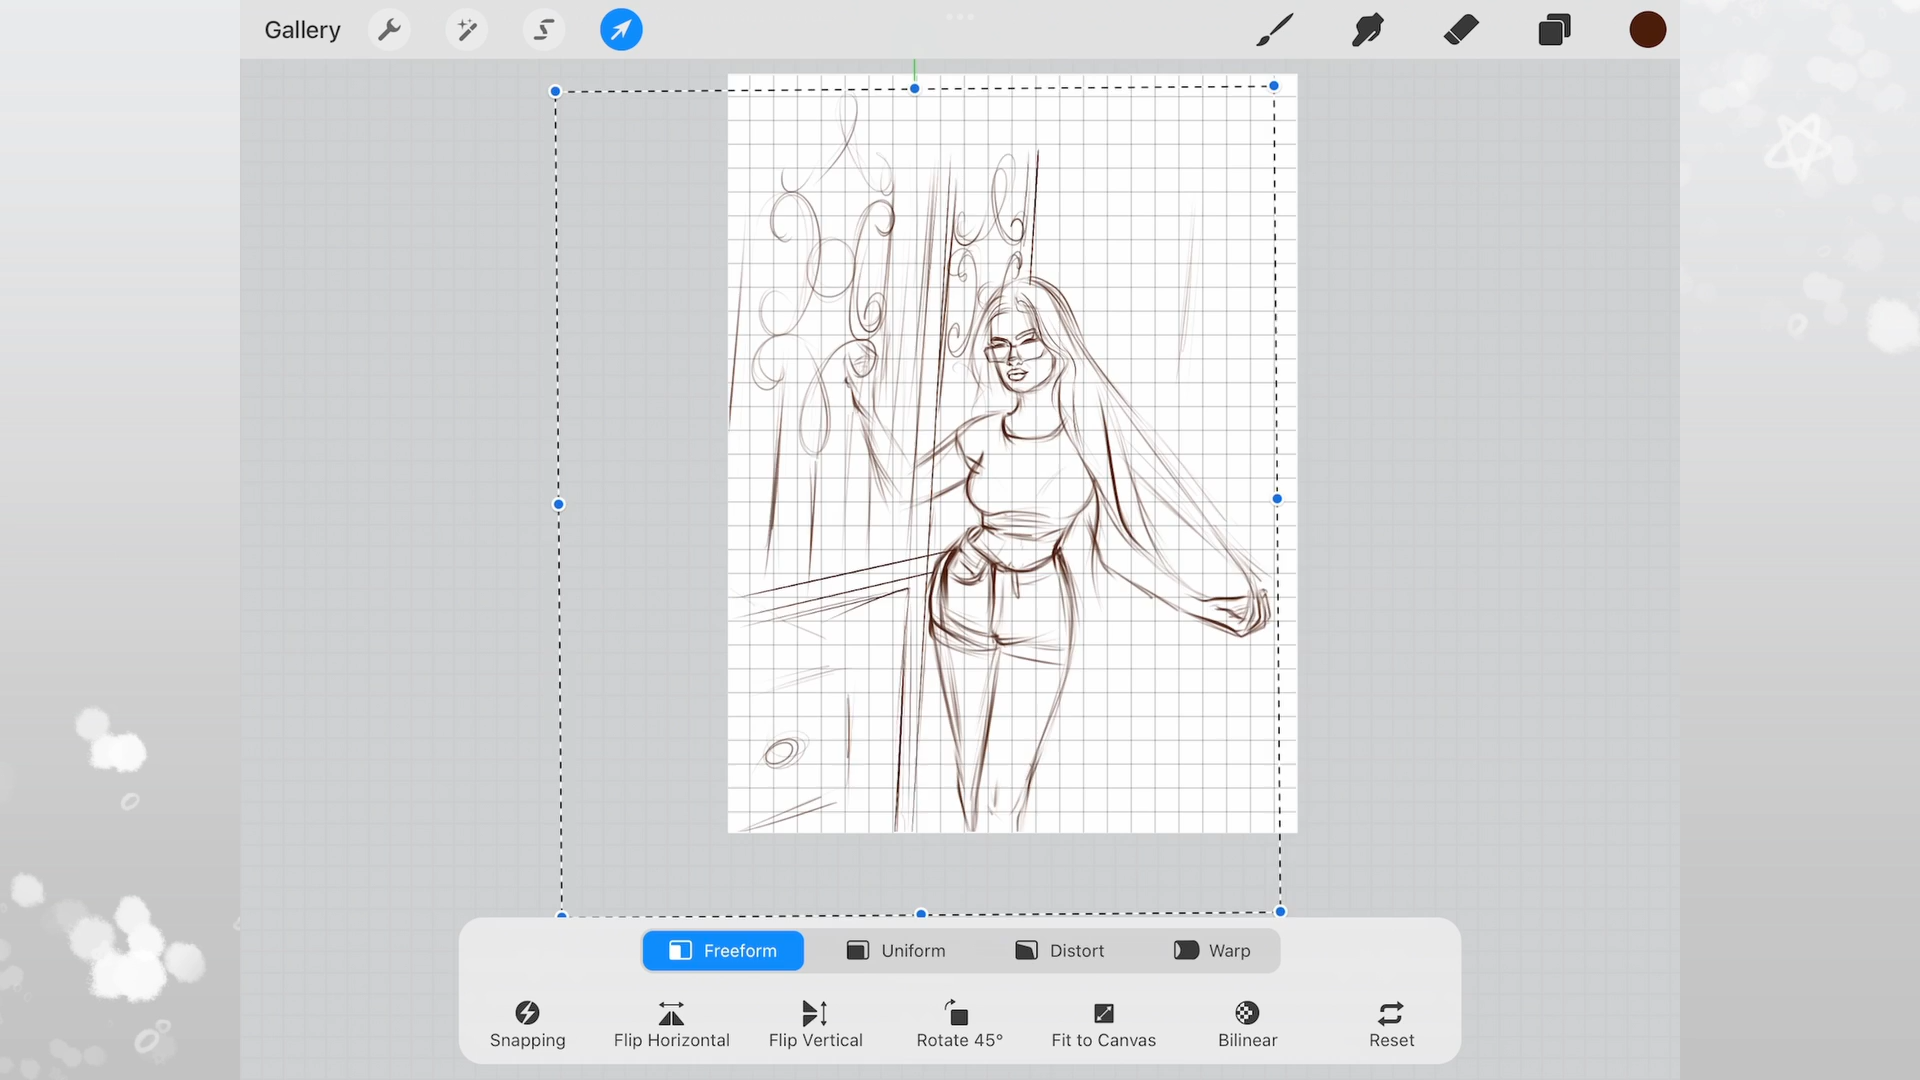 Gallery
Freeform Uniform Distort Warp
Snapping Flip Horizontal Flip Vertical Rotate 45° Fit to Canvas Bilinear Reset